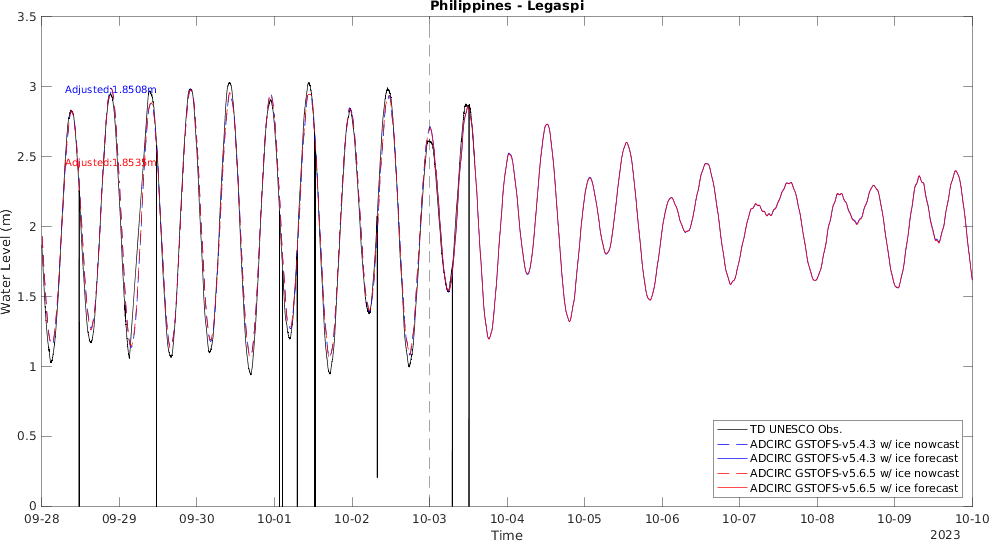 Philippines - Legaspi
3.5
3
2.5
2
1.5
1
0.5
0
Water Level (m)
Adjusted:1.8508m
Adjusted:1.8535m
TD UNESCO Obs.
ADCIRC GSTOFS-v5.4.3 w/ ice nowcast
ADCIRC GSTOFS-v5.4.3 w/ ice forecast
ADCIRC GSTOFS-v5.6.5 w/ ice nowcast
ADCIRC GSTOFS-v5.6.5 w/ ice forecast
09-28 09-29 09-30 10-01 10-02 10-03 10-04 10-05 10-06 10-07 10-08 10-09 10-10
Time
2023